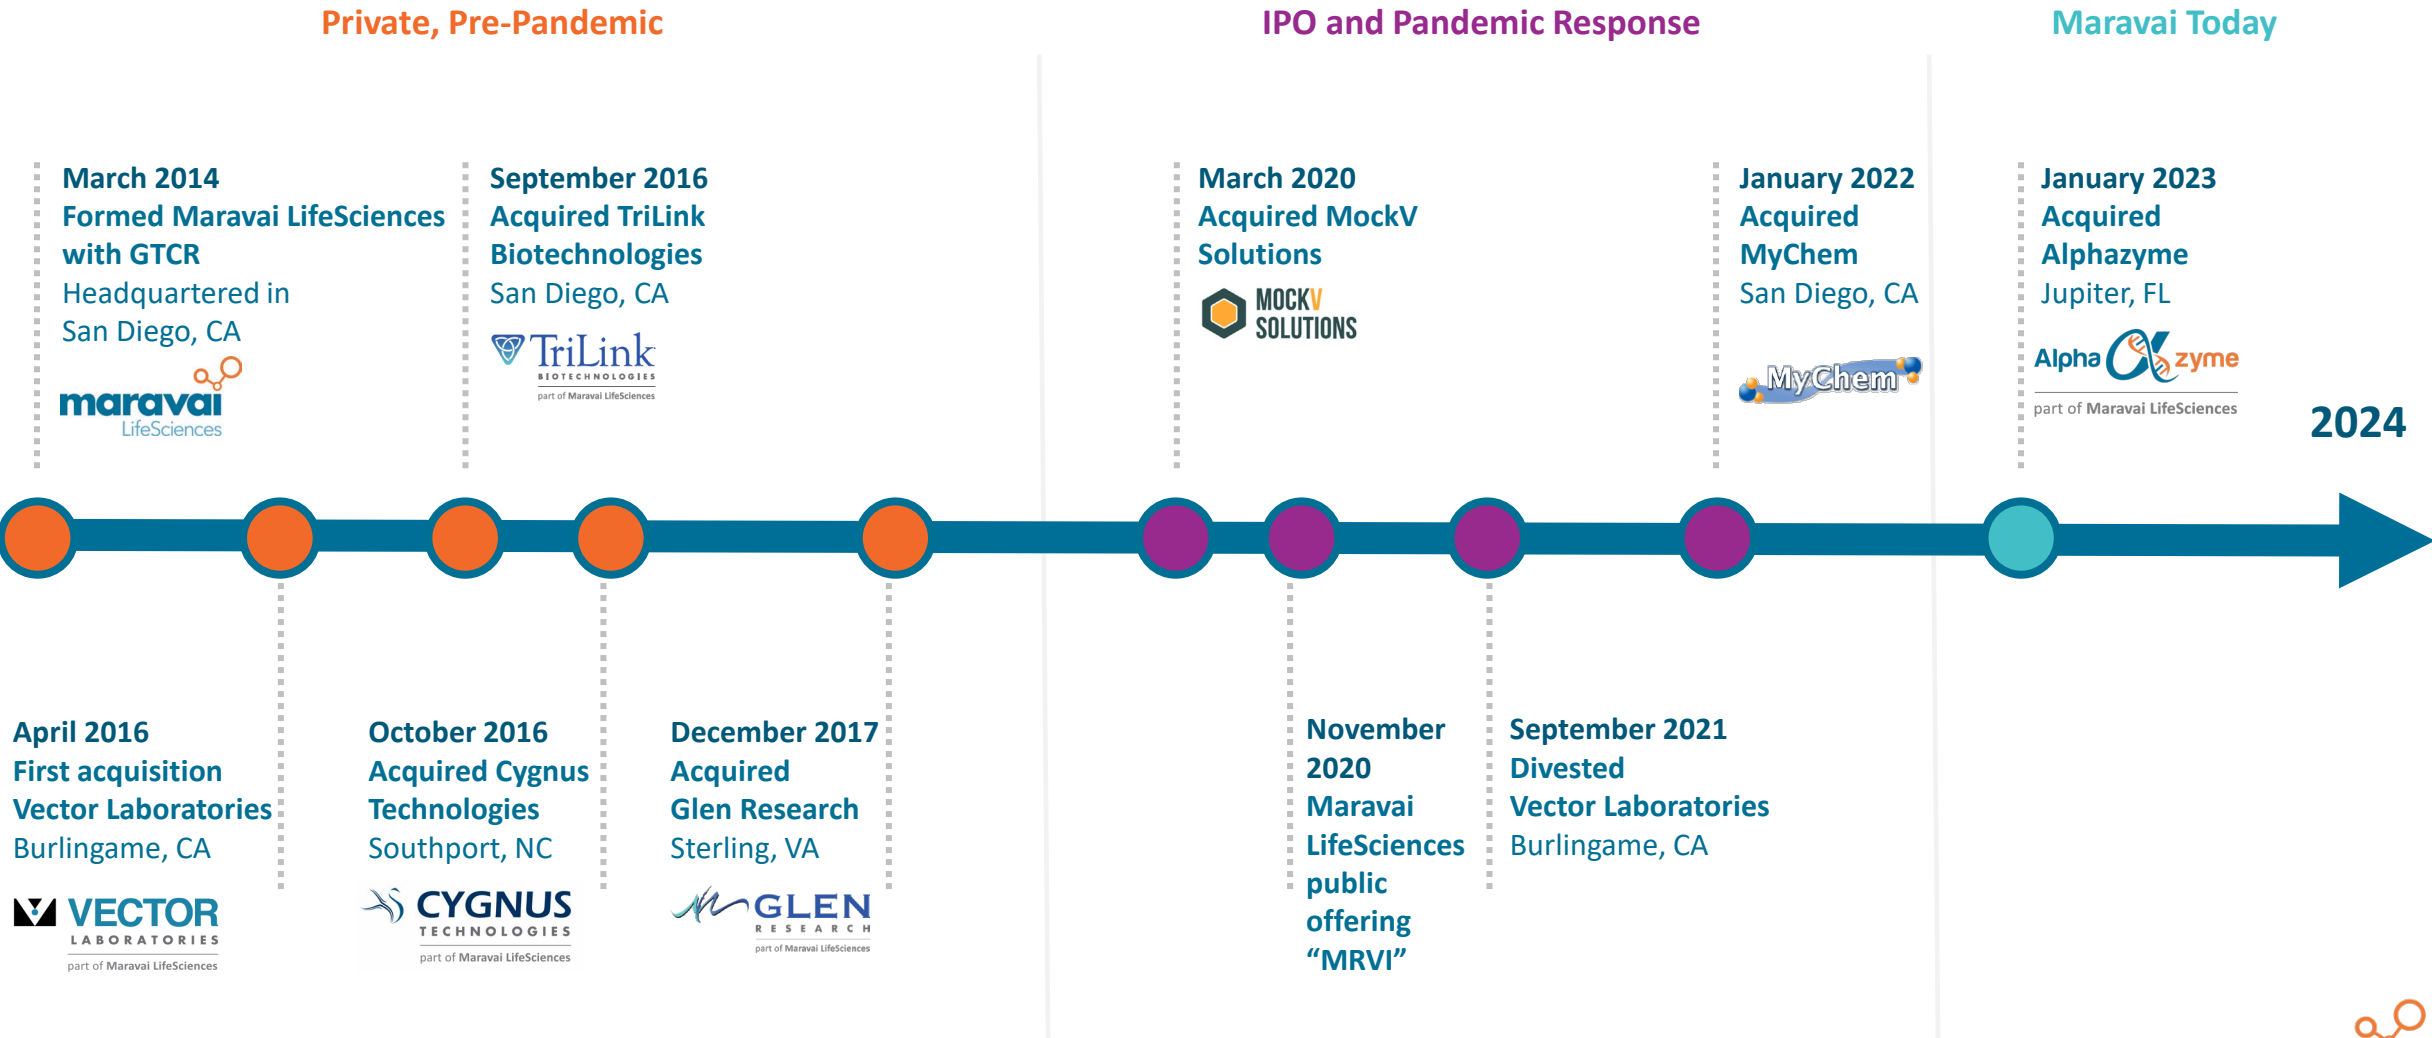 Private, Pre-Pandemic
IPO and Pandemic Response
Maravai Today
March 2014
Formed Maravai LifeSciences
with GTCR
Headquartered in
San Diego, CA
maravai
LifeSciences
September 2016
Acquired TriLink
Biotechnologies
San Diego, CA
TriLink
BIOTECHNOLOGIES
part of Maravai LifeSciences
March 2020
Acquired MockV
Solutions
MOCKV
SOLUTIONS
January 2022
Acquired
MyChem
San Diego, CA
MyChem
January 2023
Acquired
Alphazyme
Jupiter, FL
Alpha zyme
part of Maravai LifeSciences
2024
April 2016
First acquisition
Vector Laboratories
Burlingame, CA
VECTOR
LABORATORIES
part of Maravai LifeSciences
October 2016
Acquired Cygnus
Technologies
Southport, NC
CYGNUS
TECHNOLOGIES
part of Maravai LifeSciences
December 2017
Acquired
Glen Research
Sterling, VA
GLEN
RESEARCH
part of Maravai LifeSciences
November
2020
Maravai
LifeSciences
public
offering
“MRVI”
September 2021
Divested
Vector Laboratories
Burlingame, CA